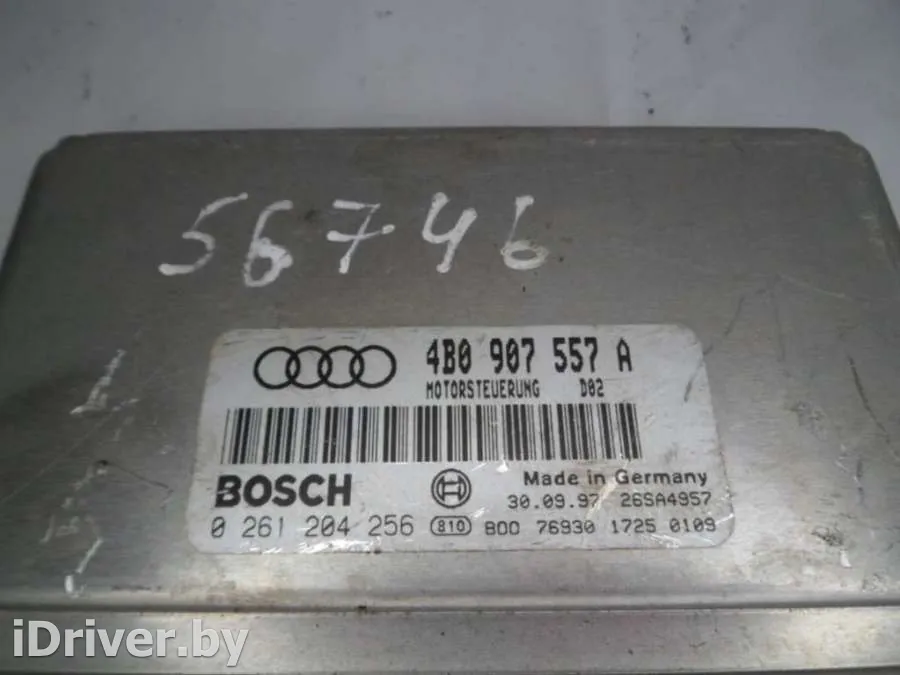 56746
4B0 907 557 A
MOTORSTEUERUNG D02
BOSCH Made in Germany
30.09.97 26SA4957
0 261 204 256 810 800 76930 1725 0109
iDriver.by